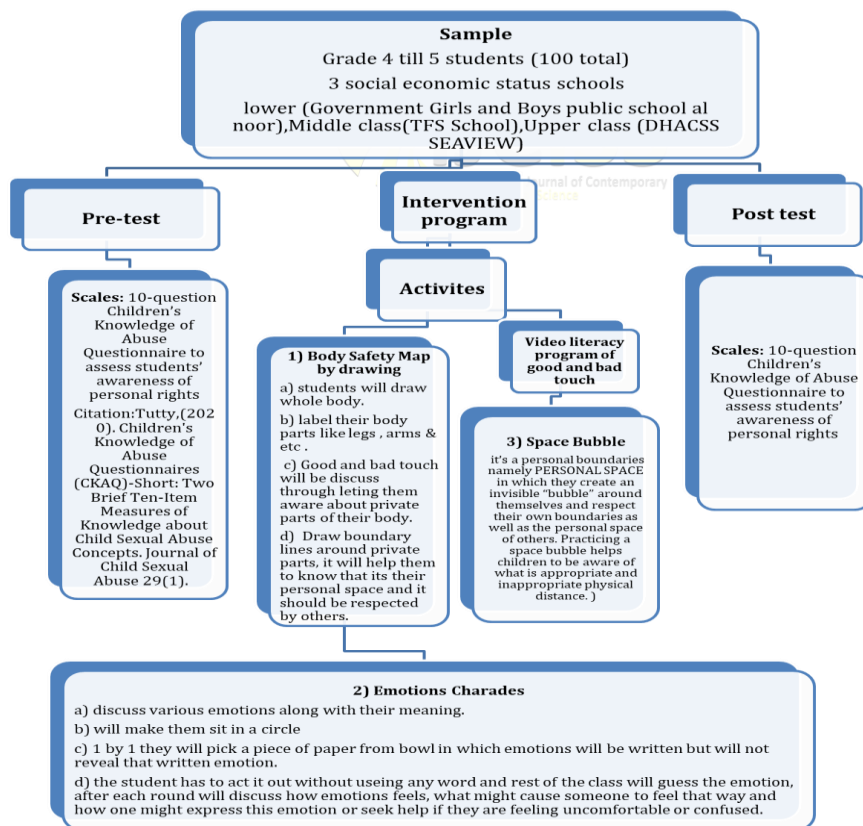 Sample
Grade 4 till 5 students (100 total)
3 social economic status schools
lower (Government Girls and Boys public school al
noor),Middle class(TFS School),Upper class (DHACSS
SEAVIEW)
Journal of Contemporary
Pre-test
Intervention
program
Post test
Activites
Scales: 10-question
Children's
Knowledge of
Abuse
Questionnaire to
assess students'
awareness of
personal rights
Citation:Tutty,(202
0). Children's
Knowledge of
Abuse
Questionnaires
(CKAQ)-Short: Two
Brief Ten-Item
Measures of
Knowledge about
Child Sexual Abuse
Concepts. Journal of
Child Sexual
Abuse 29(1).
1) Body Safety Map
by drawing
a) students will draw
whole body.
b) label their body
parts like legs , arms &
etc .
c) Good and bad touch
will be discuss
through leting them
aware about private
parts of their body.
d) Draw boundary
lines around private
parts, it will help them
to know that its their
personal space and it
should be respected
by others.
Video literacy
program of
good and bad
touch
3) Space Bubble
it's a personal boundaries
namely PERSONAL SPACE
in which they create an
invisible "bubble" around
themselves and respect
their own boundaries as
well as the personal space
of others. Practicing a
space bubble helps
children to be aware of
what is appropriate and
inappropriate physical
distance. )
Scales: 10-question
Children's
Knowledge of Abuse
Questionnaire to
assess students'
awareness of
personal rights
2) Emotions Charades
a) discuss various emotions along with their meaning.
b) will make them sit in a circle
c) 1 by 1 they will pick a piece of paper from bowl in which emotions will be written but will not
reveal that written emotion.
d) the student has to act it out without useing any word and rest of the class will guess the emotion,
after each round will discuss how emotions feels, what might cause someone to feel that way and
how one might express this emotion or seek help if they are feeling uncomfortable or confused.